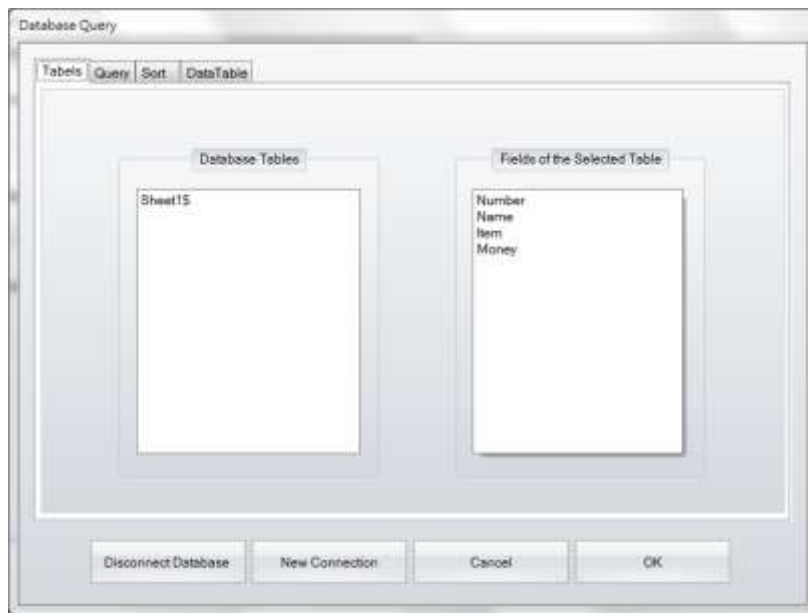 Database Query
Tabels Query Sort DataTable
Database Tables
Sheet1$
Fields of the Selected Table
Number
Name
Item
Money
Disconnect Database New Connection Cancel OK